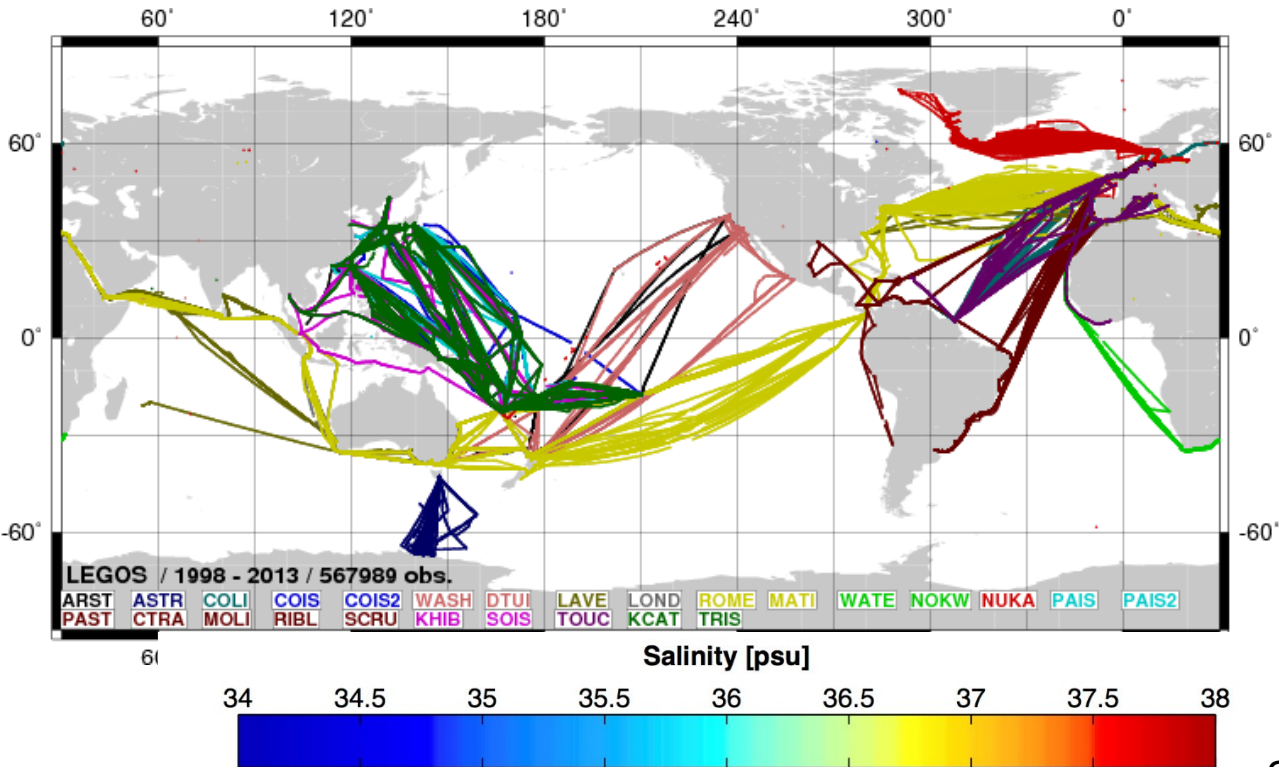 60° 120° 180° 240° 300° 0°
60° 60°
0° 0°
-60° -60°
LEGOS / 1998 - 2013 / 567989 obs.
ARST ASTR COLI COIS COIS2 WASH DTUI LAVE LOND ROME MATI WATE NOKW NUKA PAIS PAIS2
PAST CTRA MOLI RIBL SCRU KHIB SOIS TOUC KCAT TRIS
Salinity [psu]
34 34.5 35 35.5 36 36.5 37 37.5 38